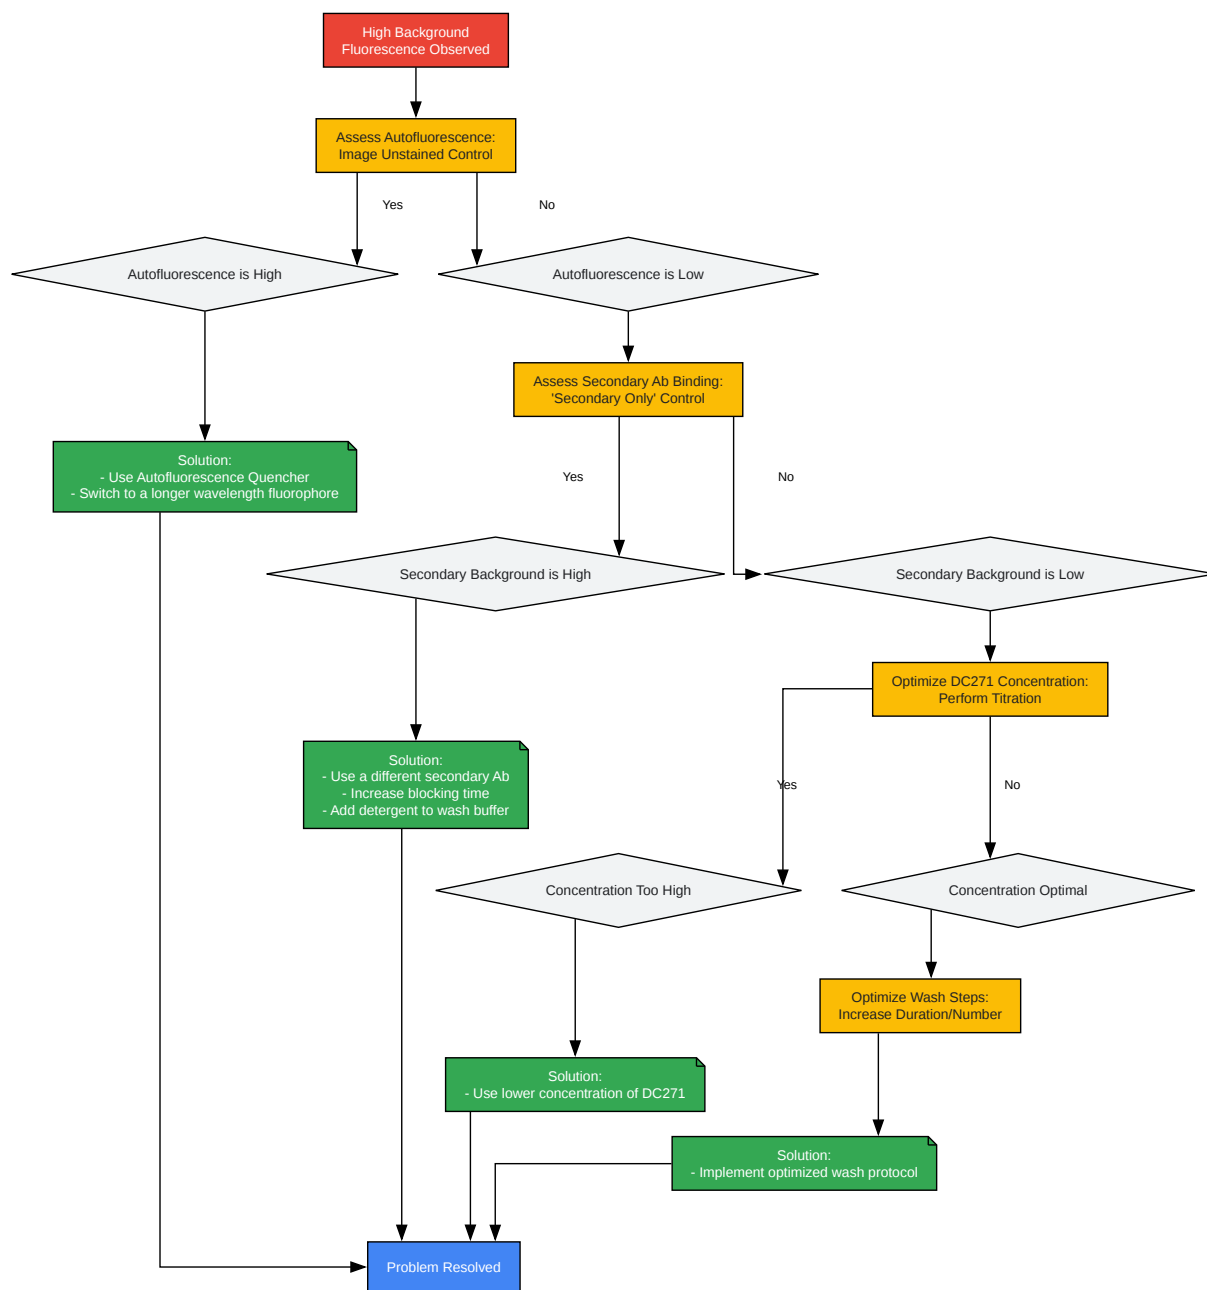 High Background
Fluorescence Observed
Assess Autofluorescence:
Image Unstained Control
Yes
No
Autofluorescence is High
Autofluorescence is Low
Assess Secondary Ab Binding:
'Secondary Only' Control
Solution:
- Use Autofluorescence Quencher
- Switch to a longer wavelength fluorophore
Yes
No
Secondary Background is High
Secondary Background is Low
Optimize DC271 Concentration:
Perform Titration
Solution:
- Use a different secondary Ab
- Increase blocking time
- Add detergent to wash buffer
Yes
No
Concentration Too High
Concentration Optimal
Optimize Wash Steps:
Increase Duration/Number
Solution:
- Use lower concentration of DC271
Solution:
- Implement optimized wash protocol
Problem Resolved